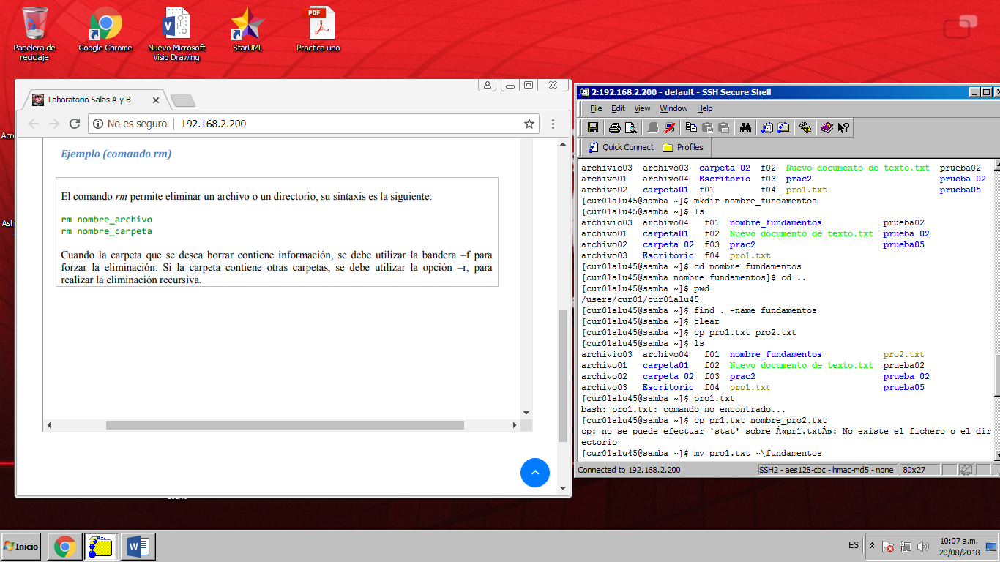 Papelera de
reciclaje
Google Chrome
Nuevo Microsoft
Visio Drawing
StarUML
PDF
Practica uno
Acr
Ash
Laboratorio Salas A y B
No es seguro
192.168.2.200
Ejemplo (comando rm)
El comando rm permite eliminar un archivo o un directorio, su sintaxis es la siguiente:
rm nombre_archivo
rm nombre_carpeta
Cuando la carpeta que se desea borrar contiene información, se debe utilizar la bandera –f para
forzar la eliminación. Si la carpeta contiene otras carpetas, se debe utilizar la opción –r, para
realizar la eliminación recursiva.
2:192.168.2.200 - default - SSH Secure Shell
File Edit View Window Help
Quick Connect Profiles
archivio03 archivo03 carpeta 02 f02 Nuevo documento de texto.txt prueba02
archivo01 archivo04 Escritorio f03 prac2 prueba 02
archivo02 carpeta01 f01 f04 pro1.txt prueba05
[cur01alu45@samba ~]$ mkdir nombre_fundamentos
[cur01alu45@samba ~]$ ls
archivio03 archivo04 f01 nombre_fundamentos prueba02
archivo01 carpeta01 f02 Nuevo documento de texto.txt prueba 02
archivo02 carpeta 02 f03 prac2 prueba05
archivo03 Escritorio f04 pro1.txt
[cur01alu45@samba ~]$ cd nombre_fundamentos
[cur01alu45@samba nombre_fundamentos]$ cd ..
[cur01alu45@samba ~]$ pwd
/users/cur01/cur01alu45
[cur01alu45@samba ~]$ find . -name fundamentos
[cur01alu45@samba ~]$ clear
[cur01alu45@samba ~]$ cp pro1.txt pro2.txt
[cur01alu45@samba ~]$ ls
archivio03 archivo04 f01 nombre_fundamentos pro2.txt
archivo01 carpeta01 f02 Nuevo documento de texto.txt prueba02
archivo02 carpeta 02 f03 prac2 prueba 02
archivo03 Escritorio f04 pro1.txt prueba05
[cur01alu45@samba ~]$ pro1.txt
bash: pro1.txt: comando no encontrado...
[cur01alu45@samba ~]$ cp pr1.txt nombre_pro2.txt
cp: no se puede efectuar `stat' sobre Â«pr1.txtÂ»: No existe el fichero o el dir
ectorio
[cur01alu45@samba ~]$ mv pro1.txt ~\fundamentos
Connected to 192.168.2.200
SSH2 - aes128-cbc - hmac-md5 - none
80x27
Inicio
ES
10:07 a.m.
20/08/2018